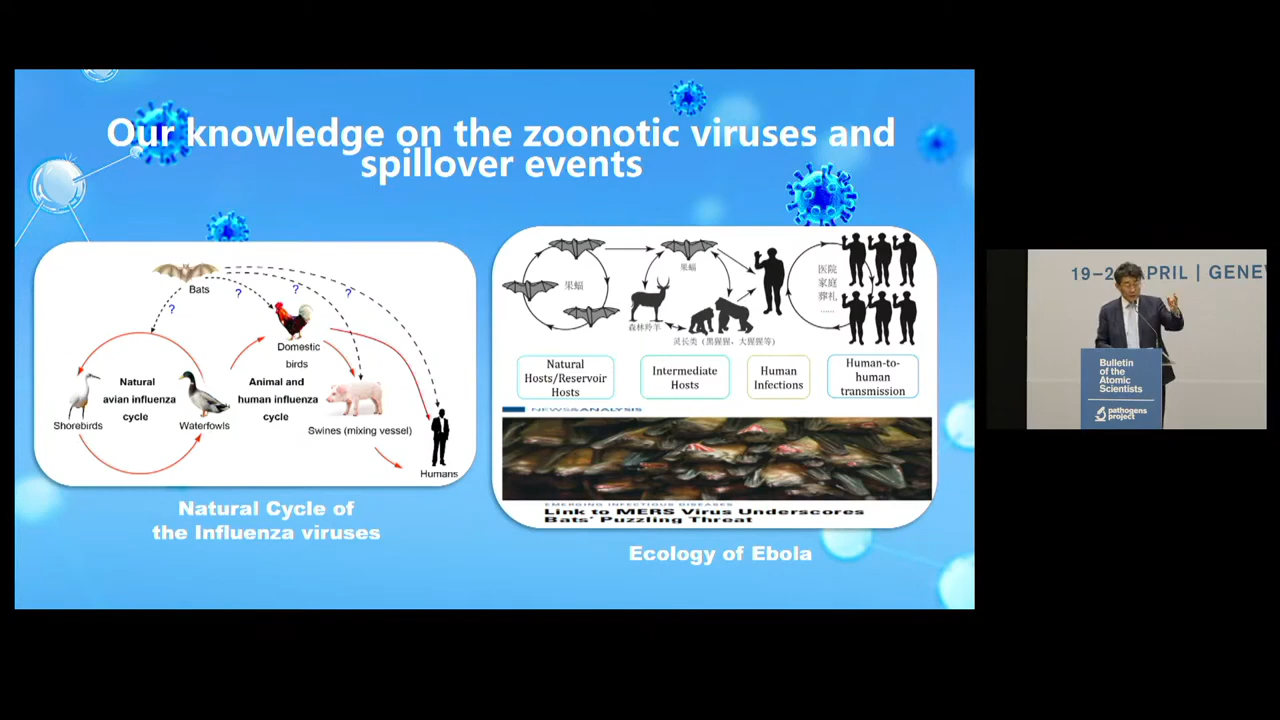 Our knowledge on the zoonotic viruses and
spillover events
Bats
?
?
?
?
Domestic
birds
Natural
avian influenza
cycle
Animal and
human influenza
cycle
Shorebirds
Waterfowls
Swines (mixing vessel)
Humans
Natural Cycle of
the Influenza viruses
果蝠
果蝠
森林羚羊
灵长类 (黑猩猩、大猩猩等)
医院
家庭
葬礼
......
Natural
Hosts/Reservoir
Hosts
Intermediate
Hosts
Human
Infections
Human-to-
human
transmission
NEWS&ANALYSIS
EMERGING INFECTIOUS DISEASES
Link to MERS Virus Underscores
Bats' Puzzling Threat
Ecology of Ebola
19–2 APRIL | GENEV
Bulletin
of the
Atomic
Scientists
pathogens
project